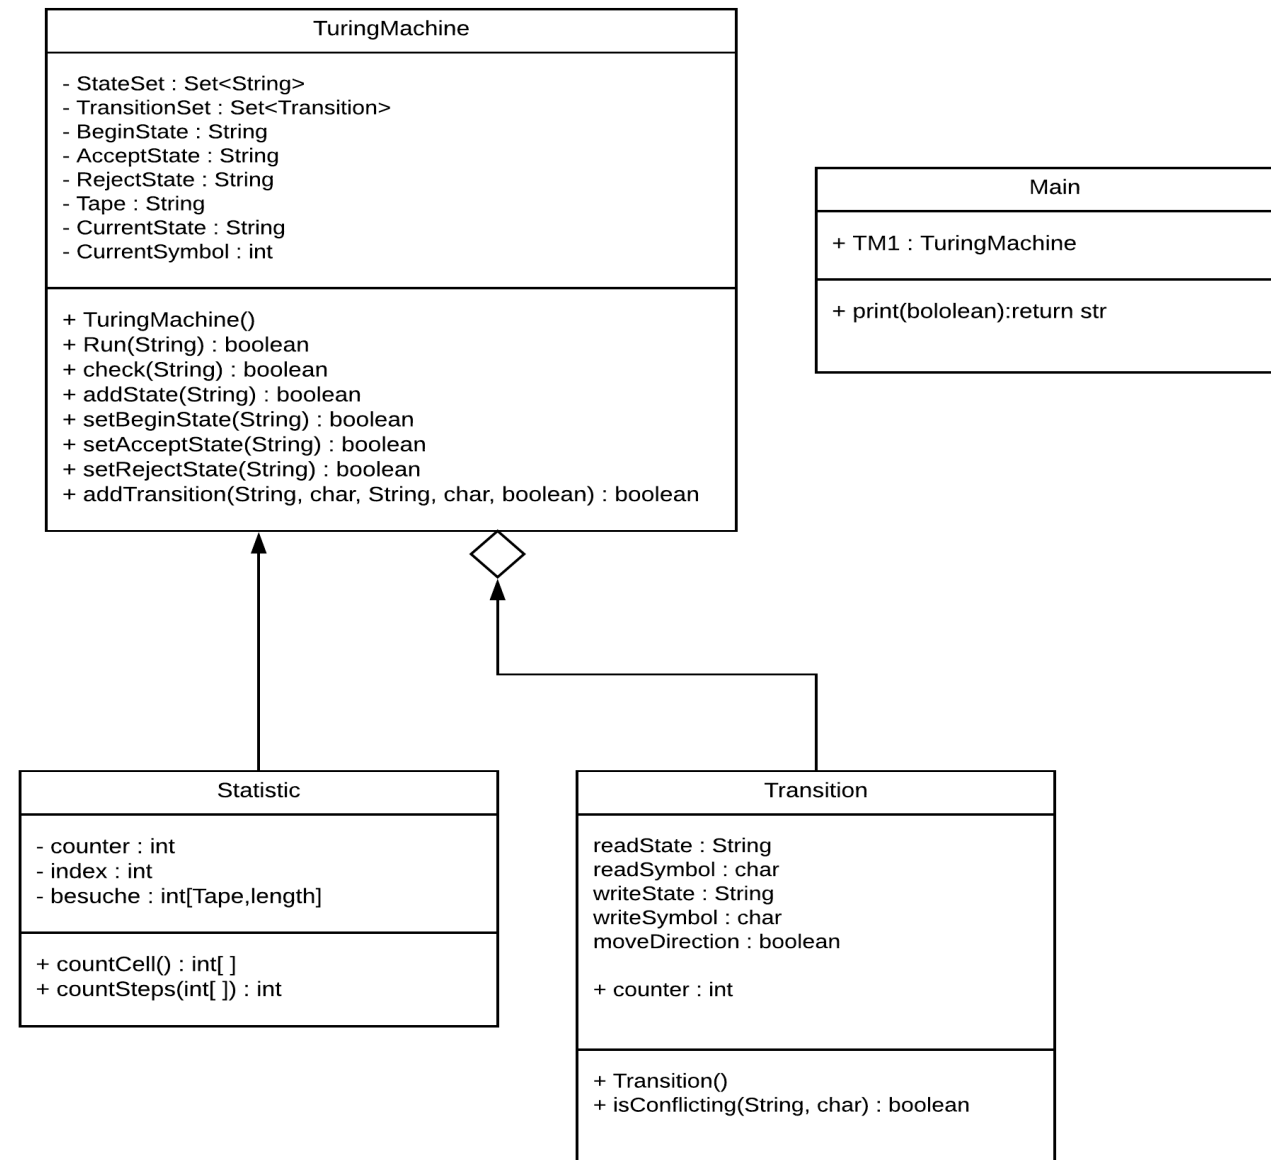 TuringMachine
- StateSet : Set<String>
- TransitionSet : Set<Transition>
- BeginState : String
- AcceptState : String
- RejectState : String
- Tape : String
- CurrentState : String
- CurrentSymbol : int
+ TuringMachine()
+ Run(String) : boolean
+ check(String) : boolean
+ addState(String) : boolean
+ setBeginState(String) : boolean
+ setAcceptState(String) : boolean
+ setRejectState(String) : boolean
+ addTransition(String, char, String, char, boolean) : boolean
Main
+ TM1 : TuringMachine
+ print(bololean):return str
Statistic
- counter : int
- index : int
- besuche : int[Tape,length]
+ countCell() : int[ ]
+ countSteps(int[ ]) : int
Transition
readState : String
readSymbol : char
writeState : String
writeSymbol : char
moveDirection : boolean
+ counter : int
+ Transition()
+ isConflicting(String, char) : boolean